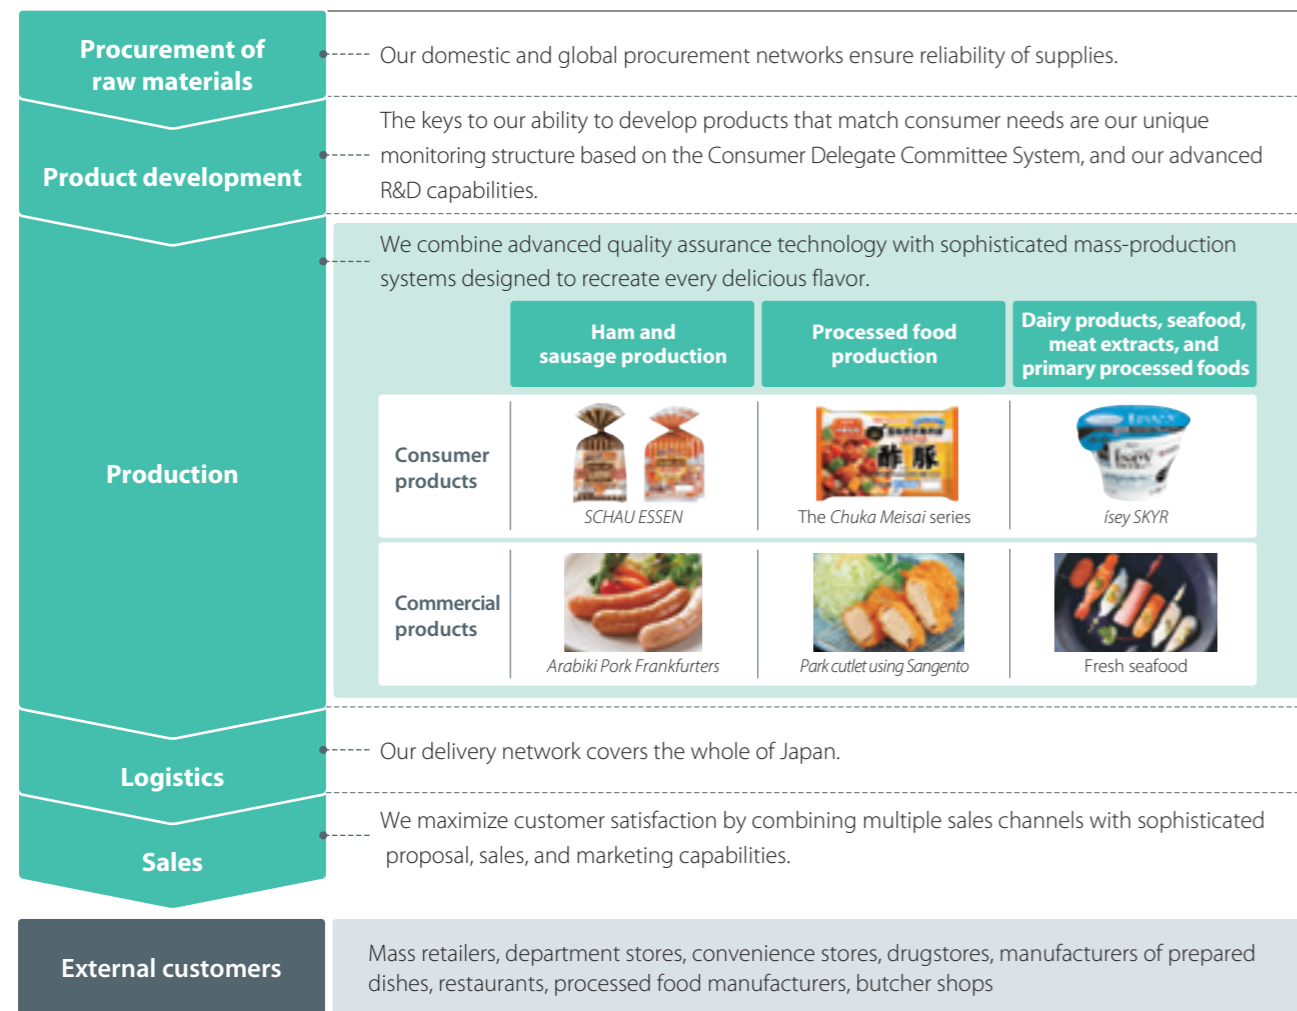 Procurement of
raw materials
Our domestic and global procurement networks ensure reliability of supplies.
Product development
The keys to our ability to develop products that match consumer needs are our unique
monitoring structure based on the Consumer Delegate Committee System, and our advanced
R&D capabilities.
Production
We combine advanced quality assurance technology with sophisticated mass-production
systems designed to recreate every delicious flavor.
Ham and
sausage production
Processed food
production
Dairy products, seafood,
meat extracts, and
primary processed foods
Consumer
products
SCHAU ESSEN
酢豚
The Chuka Meisai series
ísey
ísey SKYR
Commercial
products
Arabiki Pork Frankfurters
Park cutlet using Sangento
Fresh seafood
Logistics
Our delivery network covers the whole of Japan.
Sales
We maximize customer satisfaction by combining multiple sales channels with sophisticated
proposal, sales, and marketing capabilities.
External customers
Mass retailers, department stores, convenience stores, drugstores, manufacturers of prepared
dishes, restaurants, processed food manufacturers, butcher shops